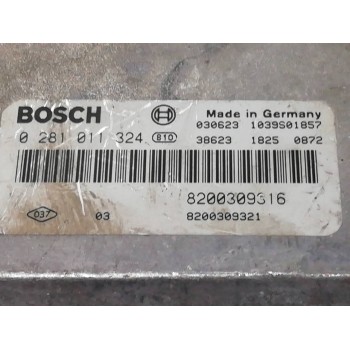 BOSCH Made in Germany
030623 1039S01857
0 281 011 324 810 38623 1825 0872
8200309316
037 03 8200309321